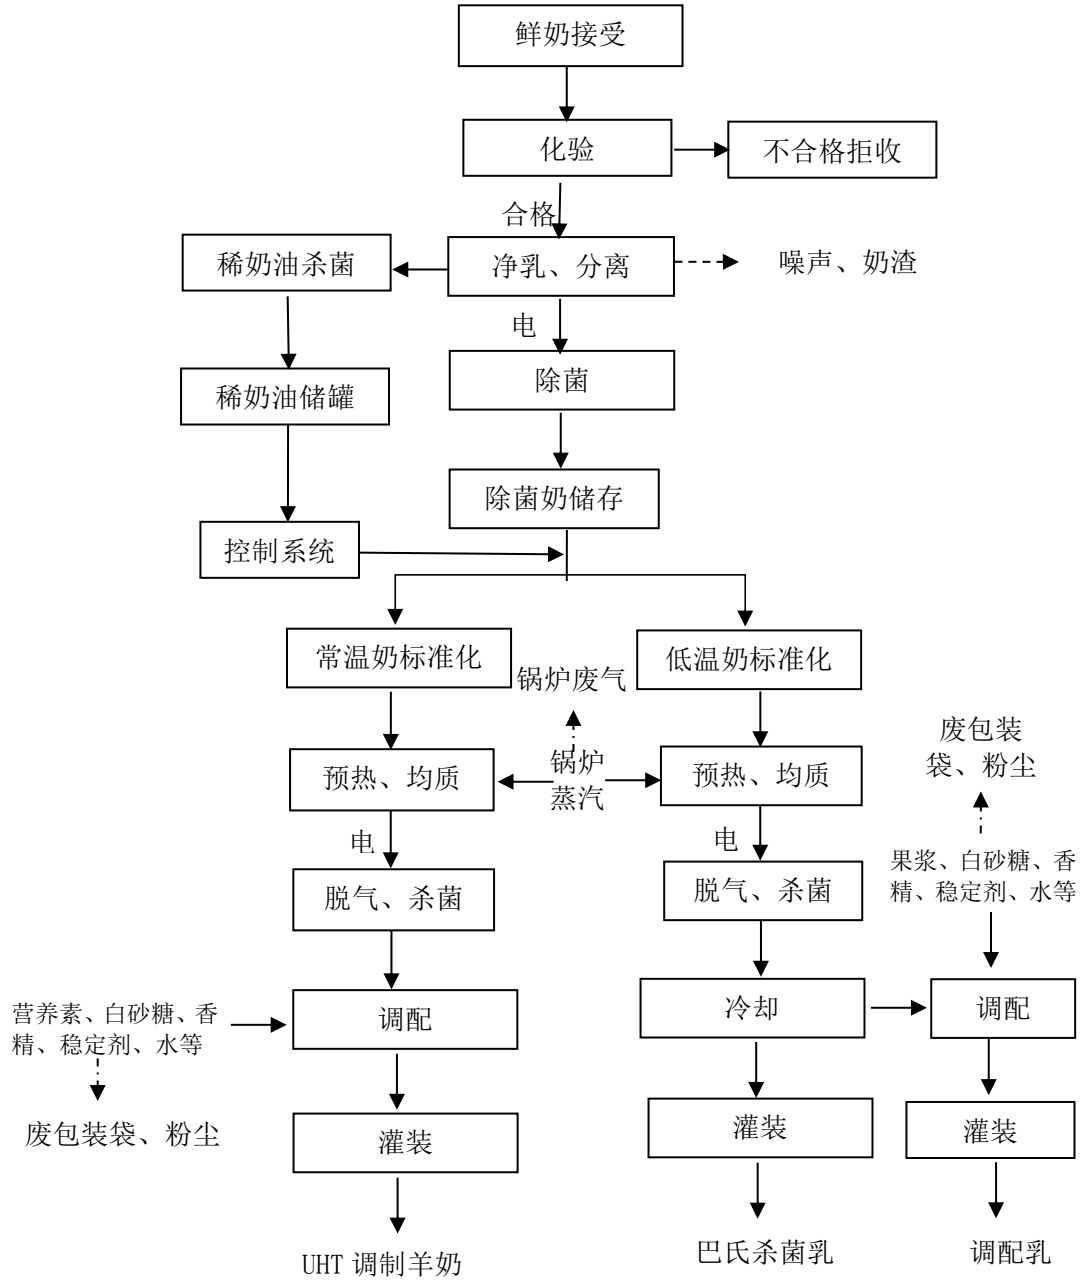 鲜奶接受
化验
不合格拒收
合格
稀奶油杀菌
净乳、分离
噪声、奶渣
电
除菌
稀奶油储罐
除菌奶储存
控制系统
常温奶标准化
低温奶标准化
锅炉废气
废包装
袋、粉尘
预热、均质
锅炉
蒸汽
预热、均质
电
电
果浆、白砂糖、香
精、稳定剂、水等
脱气、杀菌
脱气、杀菌
营养素、白砂糖、香
精、稳定剂、水等
调配
冷却
调配
废包装袋、粉尘
灌装
灌装
灌装
UHT 调制羊奶
巴氏杀菌乳
调配乳